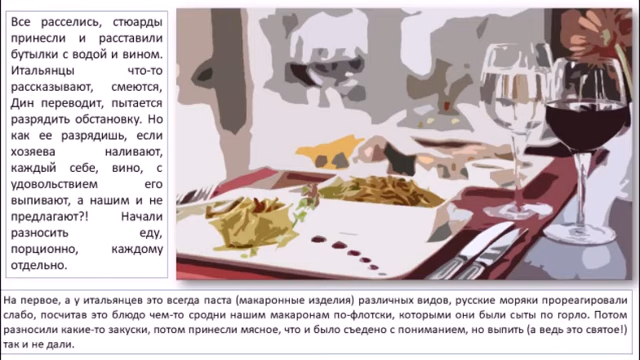 Все расселись, стюарды
принесли и расставили
бутылки с водой и вином.
Итальянцы что-то
рассказывают, смеются,
Дин переводит, пытается
разрядить обстановку. Но
как ее разрядишь, если
хозяева наливают,
каждый себе, вино, с
удовольствием его
выпивают, а нашим и не
предлагают?! Начали
разносить еду,
порционно, каждому
отдельно.
На первое, а у итальянцев это всегда паста (макаронные изделия) различных видов, русские моряки прореагировали
слабо, посчитав это блюдо чем-то сродни нашим макаронам по-флотски, которыми они были сыты по горло. Потом
разносили какие-то закуски, потом принесли мясное, что и было съедено с пониманием, но выпить (а ведь это святое!)
так и не дали.